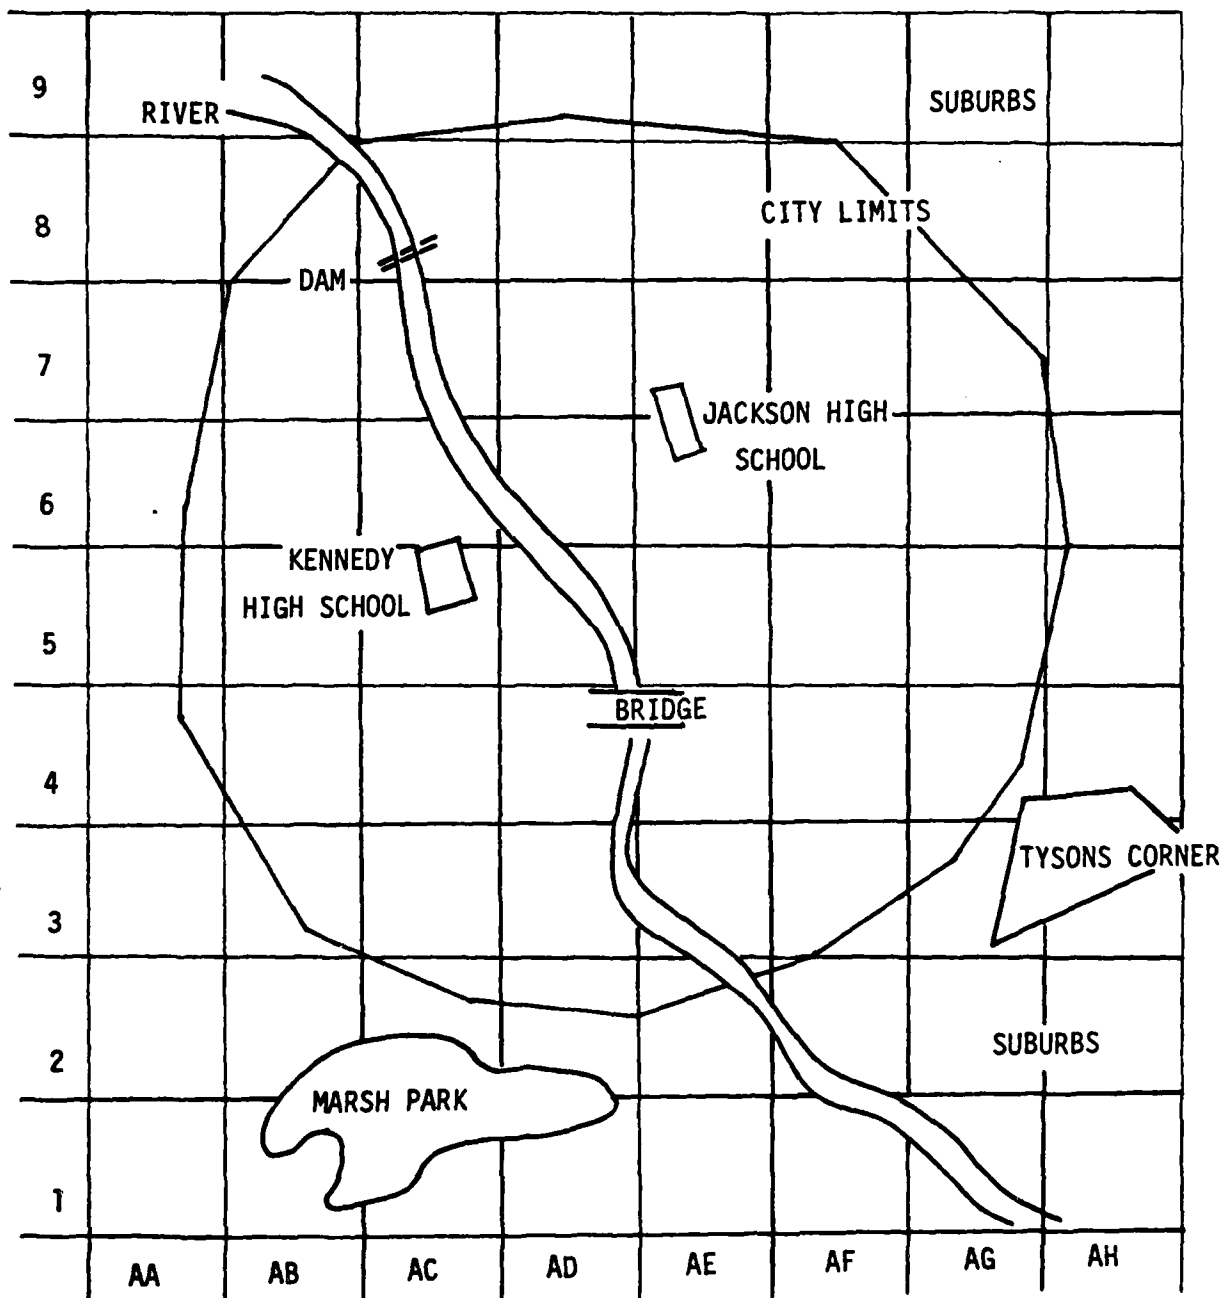 9
RIVER
SUBURBS
8
CITY LIMITS
DAM
7
JACKSON HIGH
SCHOOL
6
KENNEDY
HIGH SCHOOL
5
BRIDGE
4
TYSONS CORNER
3
2
SUBURBS
MARSH PARK
1
AA AB AC AD AE AF AG AH